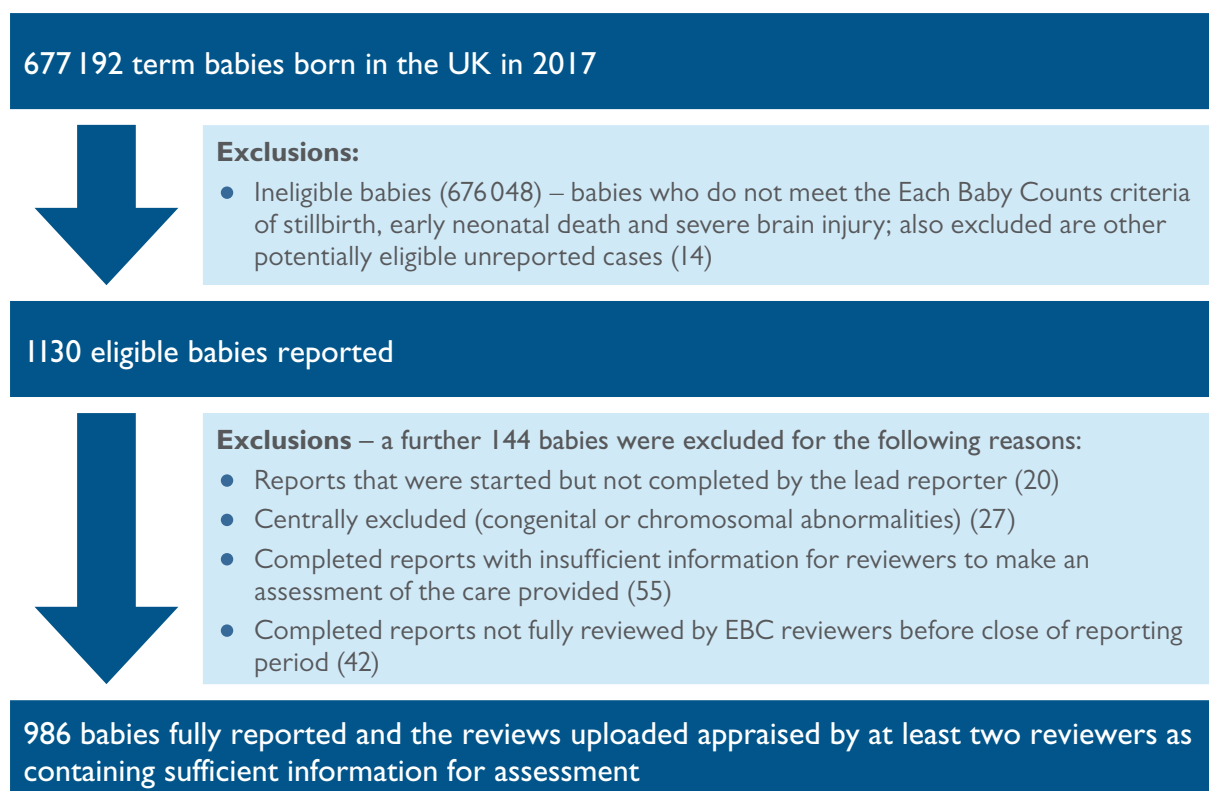 677 192 term babies born in the UK in 2017
Exclusions:
● Ineligible babies (676 048) – babies who do not meet the Each Baby Counts criteria
of stillbirth, early neonatal death and severe brain injury; also excluded are other
potentially eligible unreported cases (14)
1130 eligible babies reported
Exclusions – a further 144 babies were excluded for the following reasons:
● Reports that were started but not completed by the lead reporter (20)
● Centrally excluded (congenital or chromosomal abnormalities) (27)
● Completed reports with insufficient information for reviewers to make an
assessment of the care provided (55)
● Completed reports not fully reviewed by EBC reviewers before close of reporting
period (42)
986 babies fully reported and the reviews uploaded appraised by at least two reviewers as
containing sufficient information for assessment